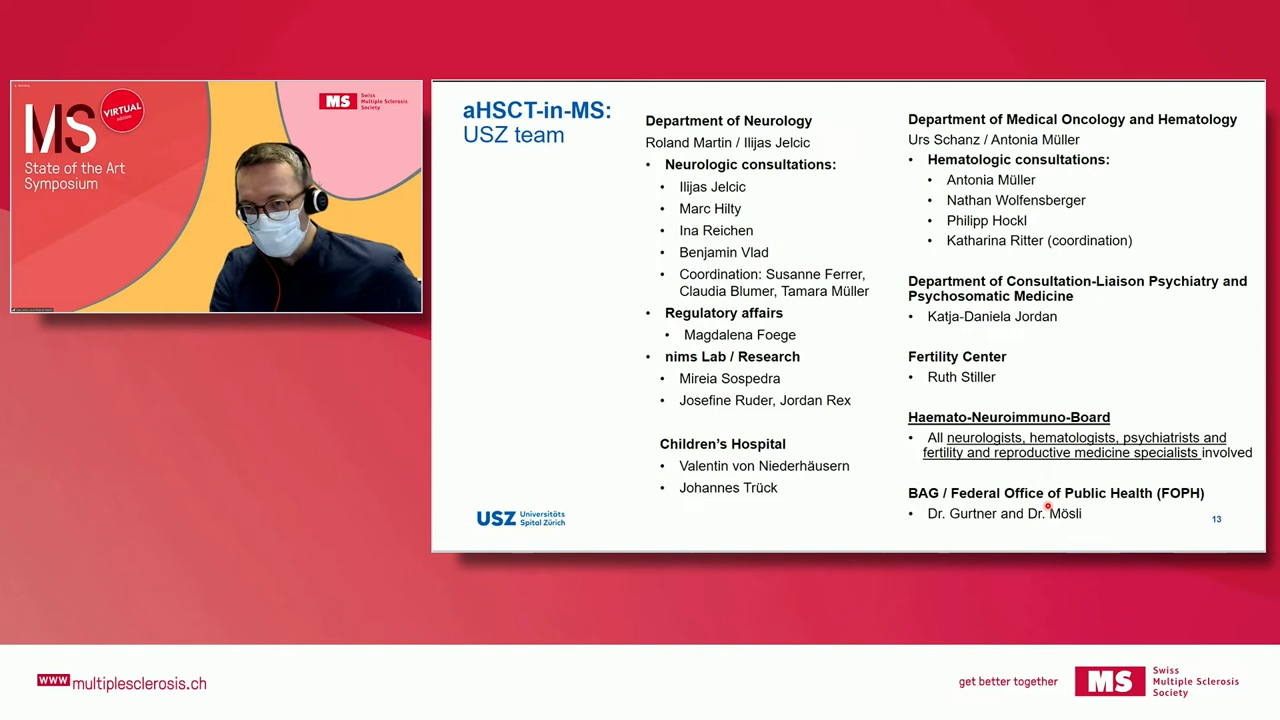 MS
VIRTUAL
edition
State of the Art
Symposium
MS
Swiss
Multiple Sclerosis
Society
aHSCT-in-MS:
USZ team
Department of Neurology
Roland Martin / Ilijas Jelcic
• Neurologic consultations:
• Ilijas Jelcic
• Marc Hilty
• Ina Reichen
• Benjamin Vlad
• Coordination: Susanne Ferrer,
Claudia Blumer, Tamara Müller
• Regulatory affairs
• Magdalena Foege
• nims Lab / Research
• Mireia Sospedra
• Josefine Ruder, Jordan Rex
Children's Hospital
• Valentin von Niederhäusern
• Johannes Trück
Department of Medical Oncology and Hematology
Urs Schanz / Antonia Müller
• Hematologic consultations:
• Antonia Müller
• Nathan Wolfensberger
• Philipp Hockl
• Katharina Ritter (coordination)
Department of Consultation-Liaison Psychiatry and
Psychosomatic Medicine
• Katja-Daniela Jordan
Fertility Center
• Ruth Stiller
Haemato-Neuroimmuno-Board
• All neurologists, hematologists, psychiatrists and
fertility and reproductive medicine specialists involved
BAG / Federal Office of Public Health (FOPH)
• Dr. Gurtner and Dr. Mösli
USZ Universitäts
Spital Zürich
13
www multiplesclerosis.ch
get better together
MS
Swiss
Multiple Sclerosis
Society